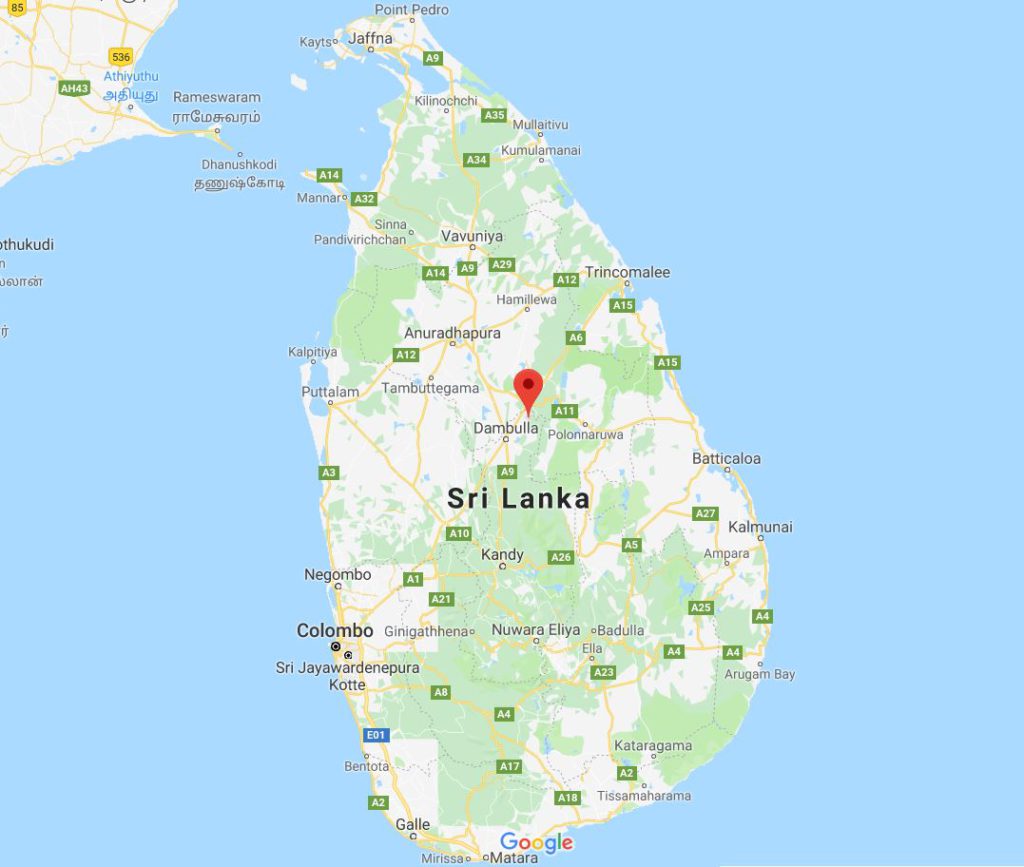 85
Point Pedro
Kayts
Jaffna
A9
536
Athiyuthu
அதியுது
AH43
Rameswaram
ராமேசுவரம்
Kilinochchi
A35
Mullaitivu
Kumulamanai
A34
Dhanushkodi
தனுஷ்கோடி
A14
Mannar
A32
Sinna
Pandivirichchan
Vavuniya
othukudi
A14
A9
A29
A12
Trincomalee
Hamillewa
A15
Anuradhapura
A6
Kalpitiya
A12
A15
Puttalam
Tambuttegama
A11
Dambulla
Polonnaruwa
A3
A9
Batticaloa
Sri Lanka
A27
Kalmunai
A10
A5
Kandy
A26
Ampara
Negombo
A1
A21
A25
A4
Colombo
Ginigathhena
Nuwara Eliya
Badulla
Ella
A4
A4
Sri Jayawardenepura
Kotte
A23
Arugam Bay
A8
A4
E01
Kataragama
Bentota
A17
A2
Tissamaharama
A2
A18
Galle
Google
Mirissa
Matara